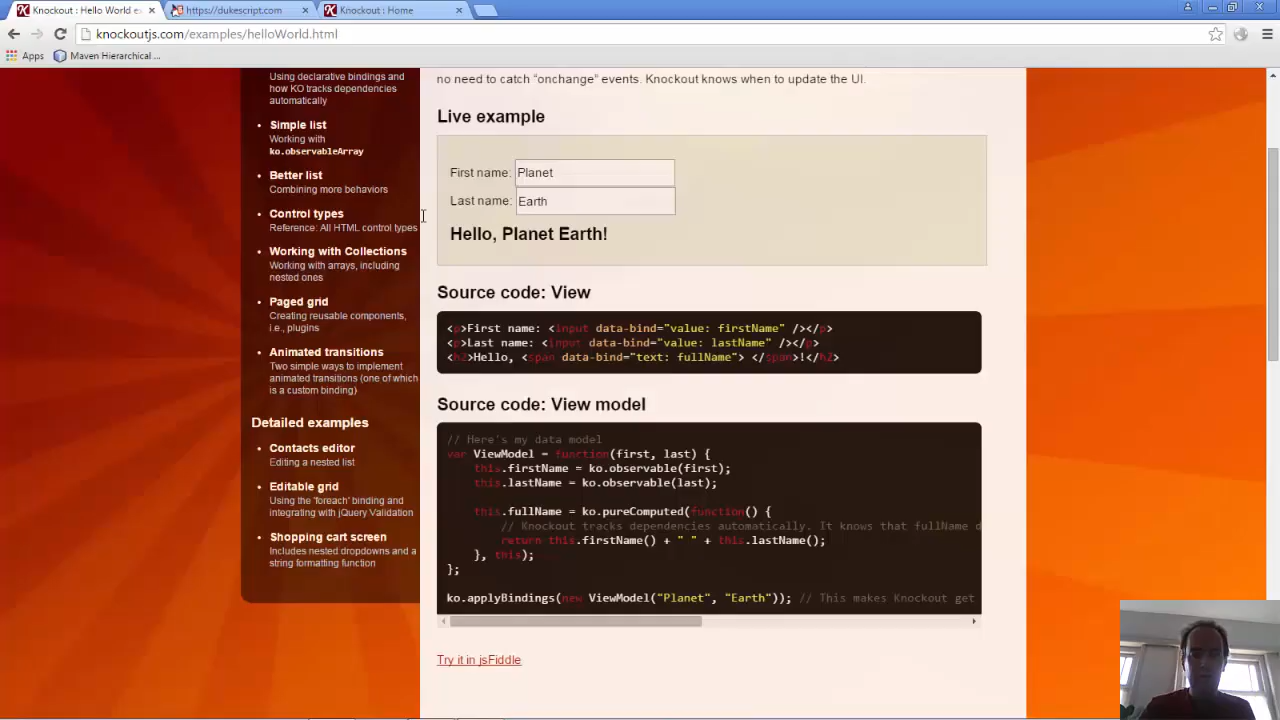 Knockout : Hello World e
https://dukescript.com
Knockout : Home
knockoutjs.com/examples/helloWorld.html
Apps
Maven Hierarchical ...
Using declarative bindings and
how KO tracks dependencies
automatically
Simple list
Working with
ko.observableArray
Better list
Combining more behaviors
Control types
Reference: All HTML control types
Working with Collections
Working with arrays, including
nested ones
Paged grid
Creating reusable components,
i.e., plugins
Animated transitions
Two simple ways to implement
animated transitions (one of which
is a custom binding)
Detailed examples
Contacts editor
Editing a nested list
Editable grid
Using the 'foreach' binding and
integrating with jQuery Validation
Shopping cart screen
Includes nested dropdowns and a
string formatting function
no need to catch “onchange” events. Knockout knows when to update the UI.
Live example
First name: Planet
Last name: Earth
Hello, Planet Earth!
Source code: View
<p>First name: <input data-bind="value: firstName" /></p>
<p>Last name: <input data-bind="value: lastName" /></p>
<h2>Hello, <span data-bind="text: fullName"> </span>!</h2>
Source code: View model
// Here's my data model
var ViewModel = function(first, last) {
this.firstName = ko.observable(first);
this.lastName = ko.observable(last);
this.fullName = ko.pureComputed(function() {
// Knockout tracks dependencies automatically. It knows that fullName d
return this.firstName() + " " + this.lastName();
}, this);
};
ko.applyBindings(new ViewModel("Planet", "Earth")); // This makes Knockout get
Try it in jsFiddle